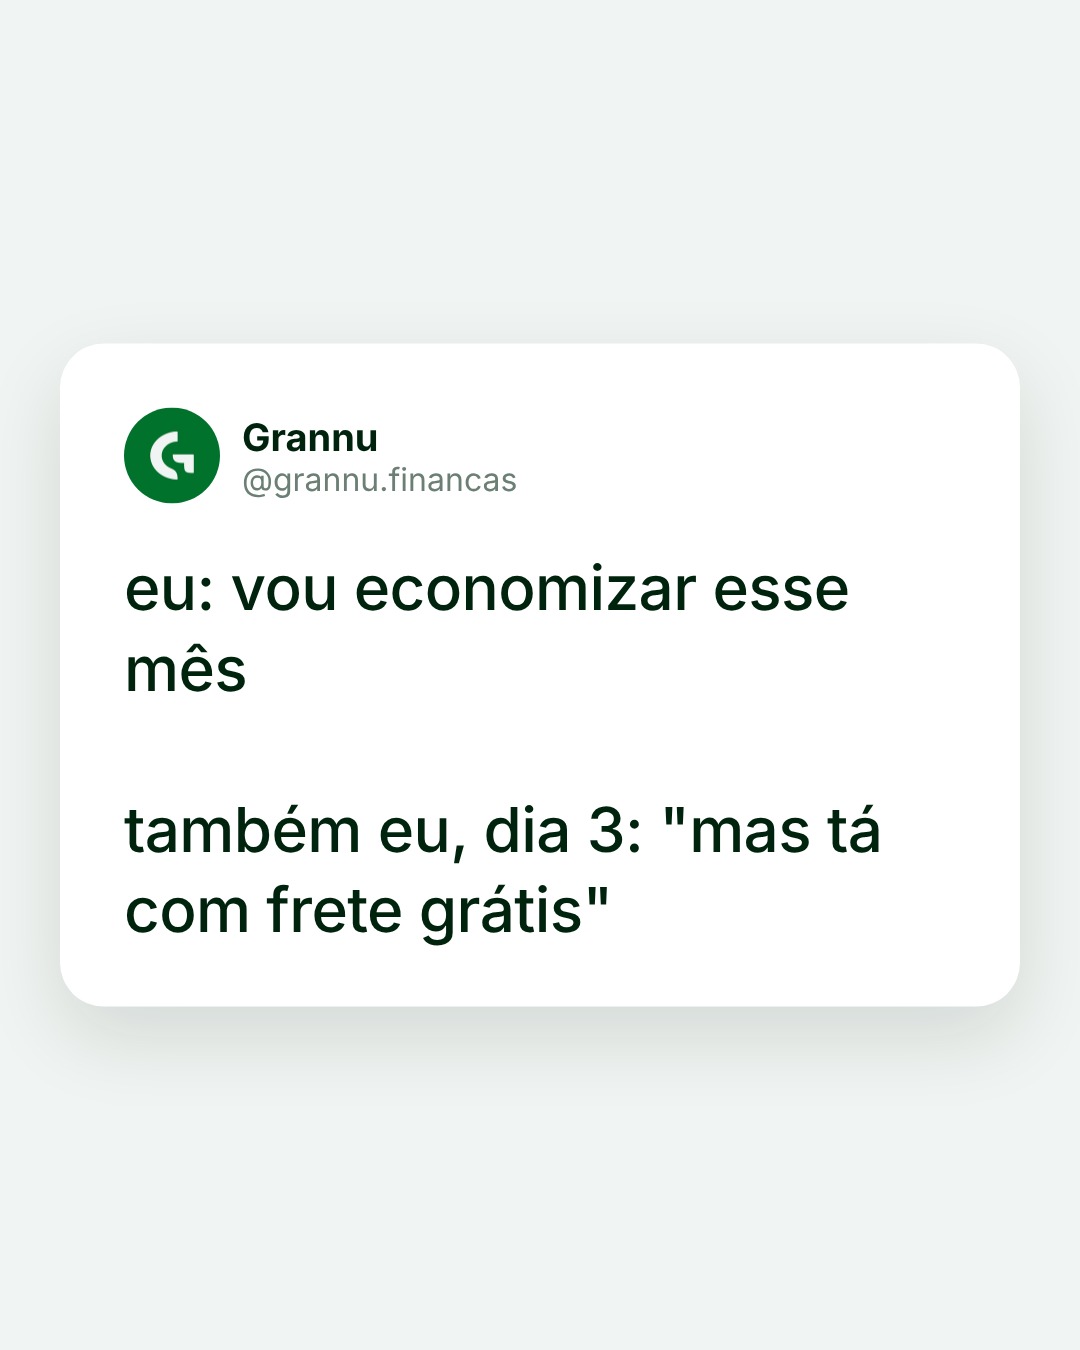 Grannu
@grannu.financas
eu: vou economizar esse
mês
também eu, dia 3: "mas tá
com frete grátis"